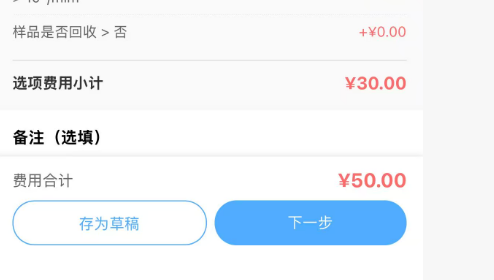 样品是否回收 > 否 +¥0.00
选项费用小计 ¥30.00
备注（选填）
费用合计 ¥50.00
存为草稿 下一步